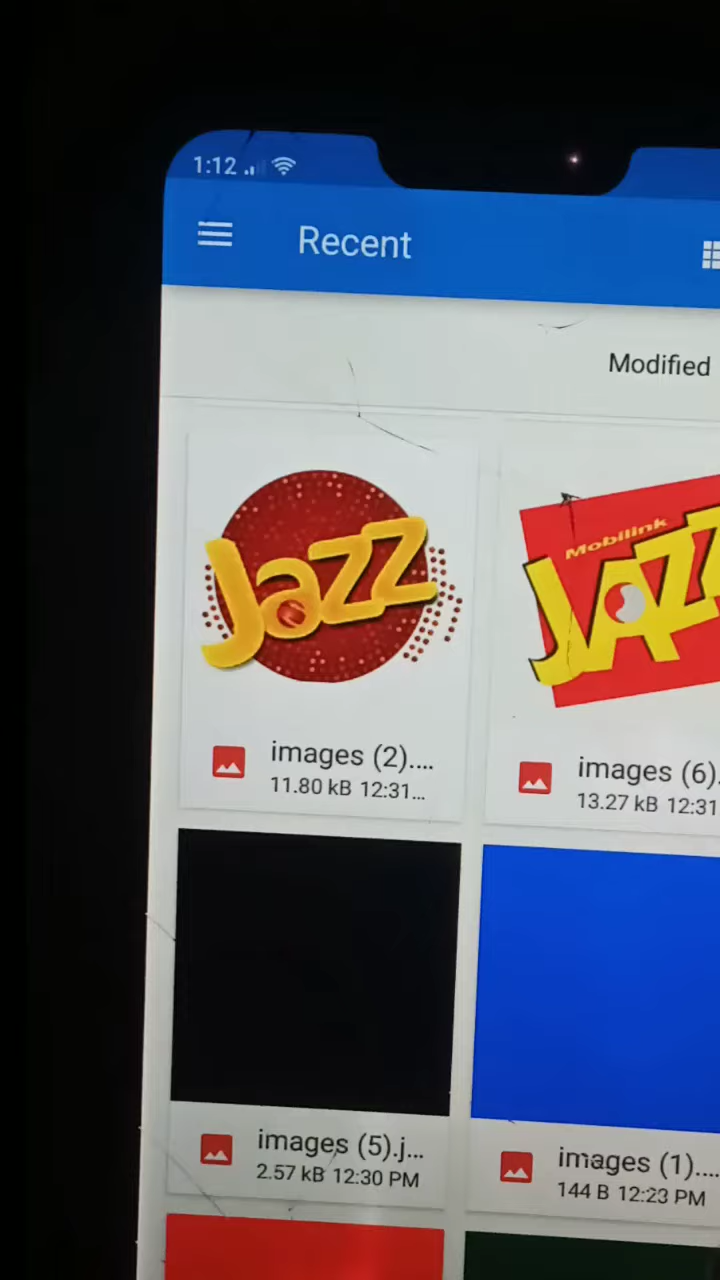 1:12
Recent
Modified
Jazz
Mobilink
JAZZ
images (2)....
11.80 kB 12:31...
images (6).
13.27 kB 12:31
images (5).j...
2.57 kB 12:30 PM
images (1)....
144 B 12:23 PM